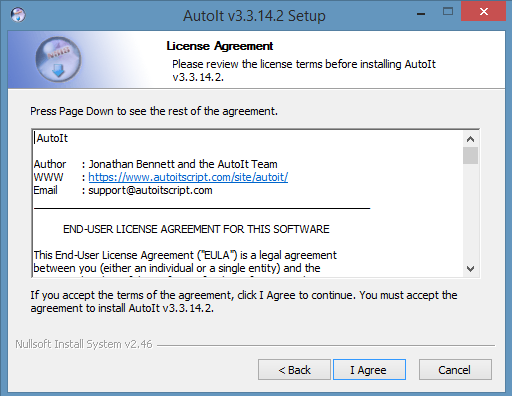 AutoIt v3.3.14.2 Setup
License Agreement
Please review the license terms before installing AutoIt
v3.3.14.2.
Press Page Down to see the rest of the agreement.
AutoIt
Author : Jonathan Bennett and the AutoIt Team
WWW : https://www.autoitscript.com/site/autoit/
Email : support@autoitscript.com
END-USER LICENSE AGREEMENT FOR THIS SOFTWARE
This End-User License Agreement ("EULA") is a legal agreement
between you (either an individual or a single entity) and the
If you accept the terms of the agreement, click I Agree to continue. You must accept the
agreement to install AutoIt v3.3.14.2.
Nullsoft Install System v2.46
< Back
I Agree
Cancel